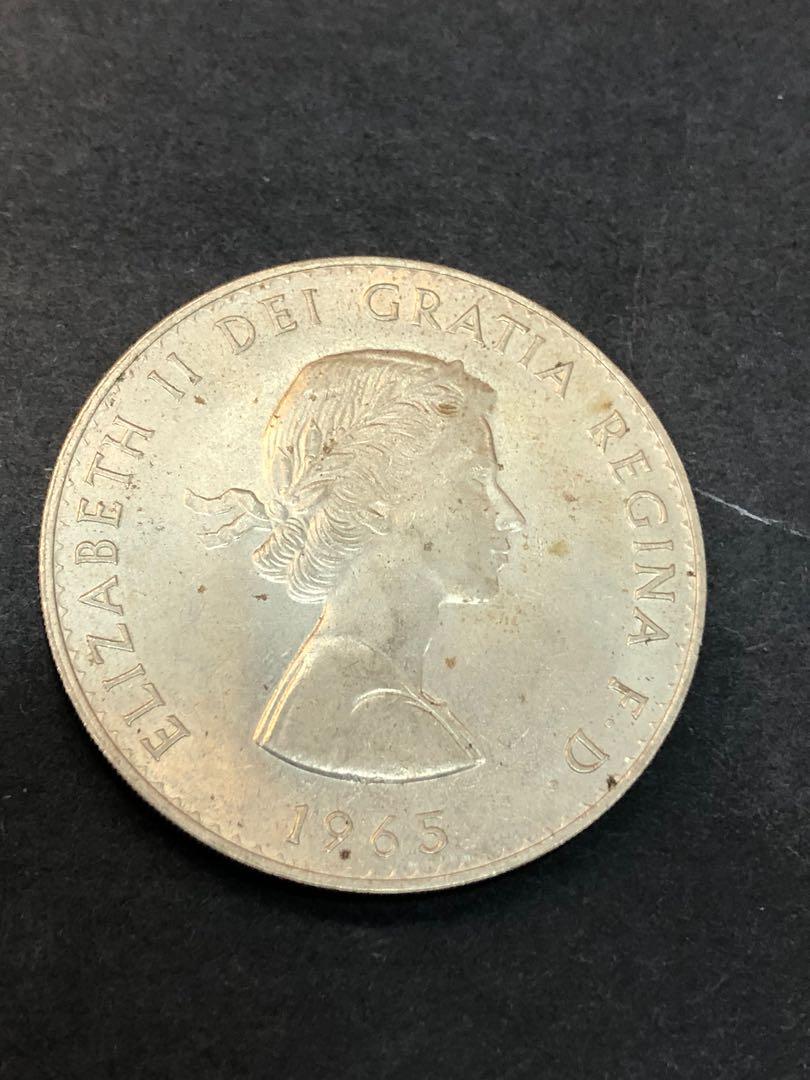 ELIZABETH II DEI GRATIA REGINA F. D.
1965